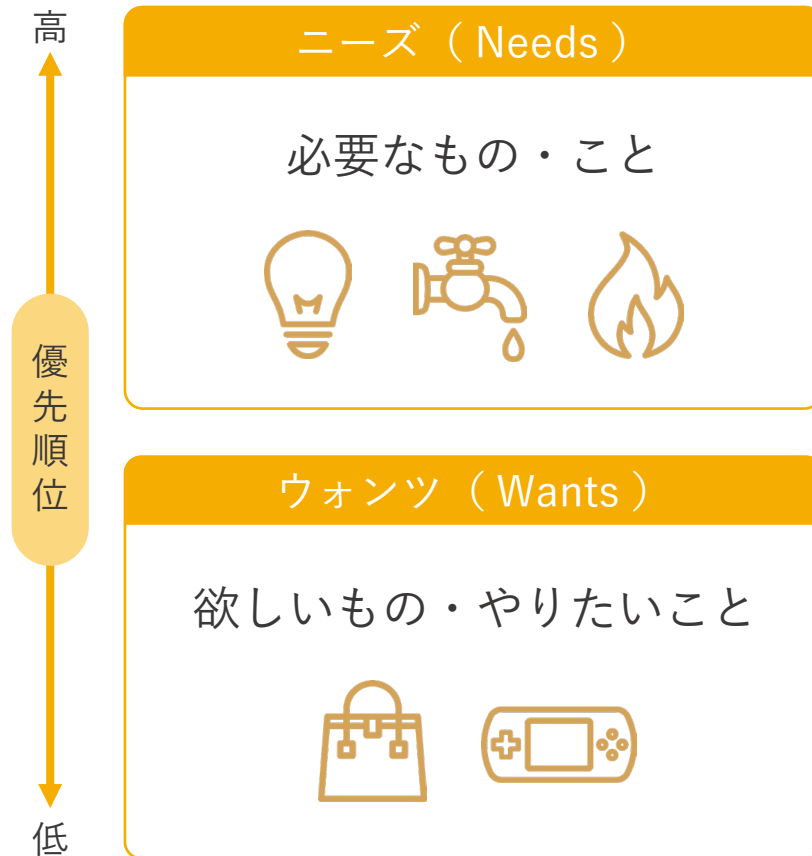 高
優先順位
低
ニーズ（ Needs ）
必要なもの・こと
ウォンツ（ Wants ）
欲しいもの・やりたいこと